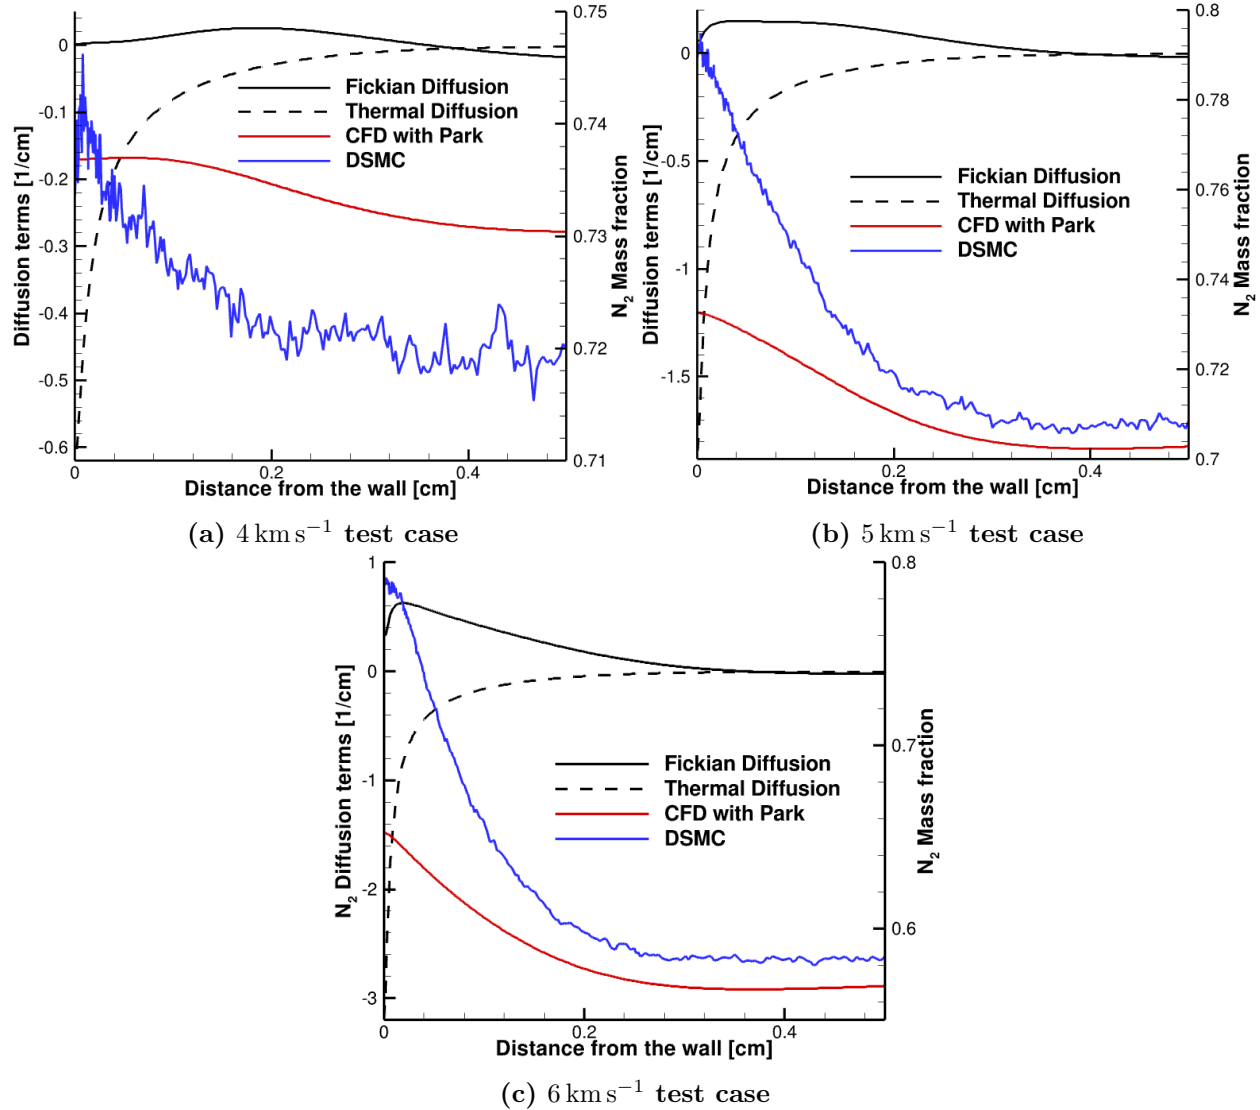 0
-0.1
-0.2
-0.3
-0.4
-0.5
-0.6
Diffusion terms [1/cm]
0.75
0.74
0.73
0.72
0.71
N₂ Mass fraction
Fickian Diffusion
Thermal Diffusion
CFD with Park
DSMC
0
0.2
0.4
Distance from the wall [cm]
(a) 4 km s⁻¹ test case
0
-0.5
-1
-1.5
Diffusion terms [1/cm]
0.8
0.78
0.76
0.74
0.72
0.7
N₂ Mass fraction
Fickian Diffusion
Thermal Diffusion
CFD with Park
DSMC
0
0.2
0.4
Distance from the wall [cm]
(b) 5 km s⁻¹ test case
1
0
-1
-2
-3
N₂ Diffusion terms [1/cm]
0.8
0.7
0.6
N₂ Mass fraction
Fickian Diffusion
Thermal Diffusion
CFD with Park
DSMC
0
0.2
0.4
Distance from the wall [cm]
(c) 6 km s⁻¹ test case